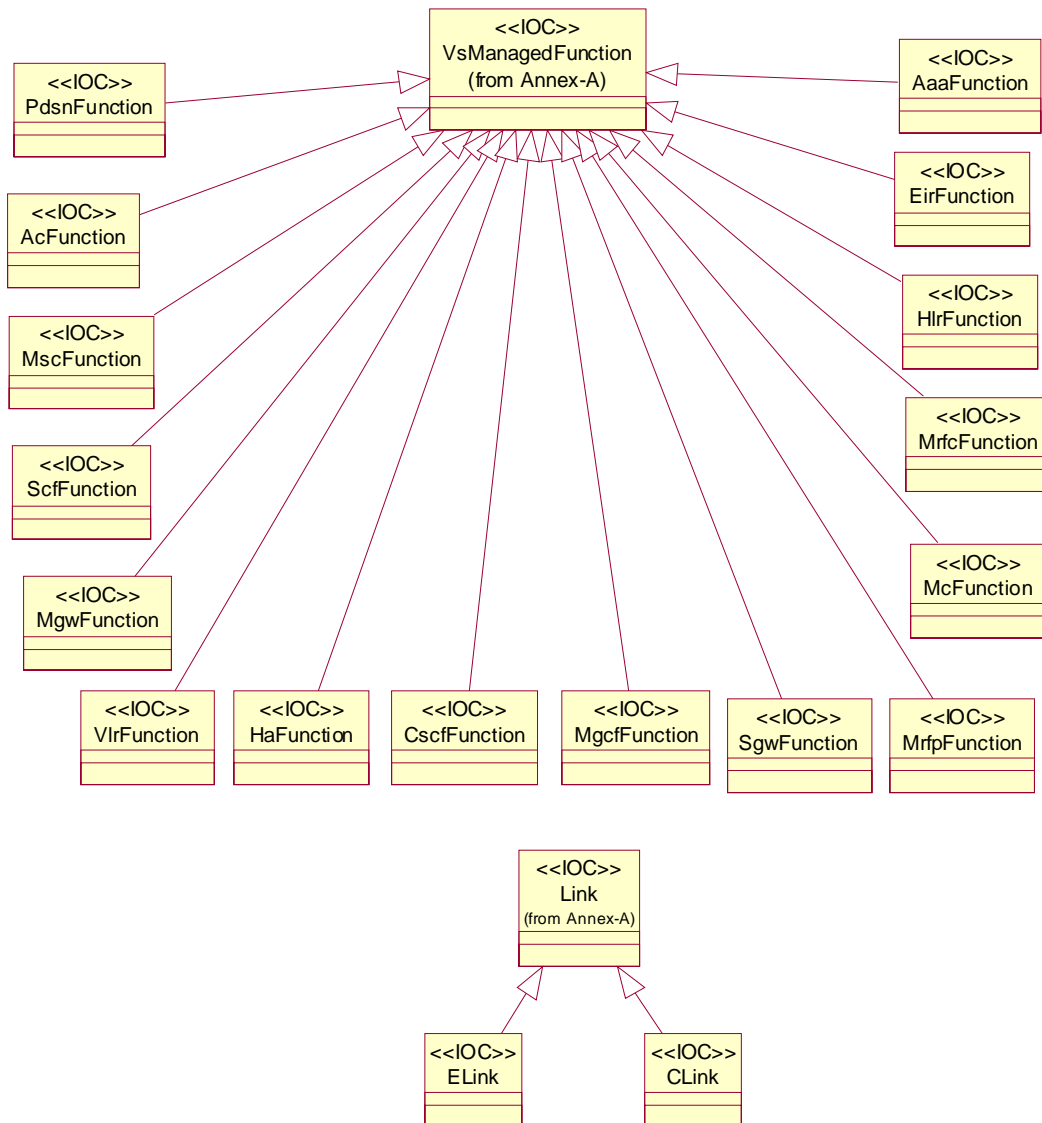 <<IOC>>
VsManagedFunction
(from Annex-A)
<<IOC>>
PdsnFunction
<<IOC>>
AaaFunction
<<IOC>>
AcFunction
<<IOC>>
EirFunction
<<IOC>>
MscFunction
<<IOC>>
HlrFunction
<<IOC>>
ScfFunction
<<IOC>>
MrfcFunction
<<IOC>>
MgwFunction
<<IOC>>
McFunction
<<IOC>>
VlrFunction
<<IOC>>
HaFunction
<<IOC>>
CscfFunction
<<IOC>>
MgcfFunction
<<IOC>>
SgwFunction
<<IOC>>
MrfpFunction
<<IOC>>
Link
(from Annex-A)
<<IOC>>
ELink
<<IOC>>
CLink